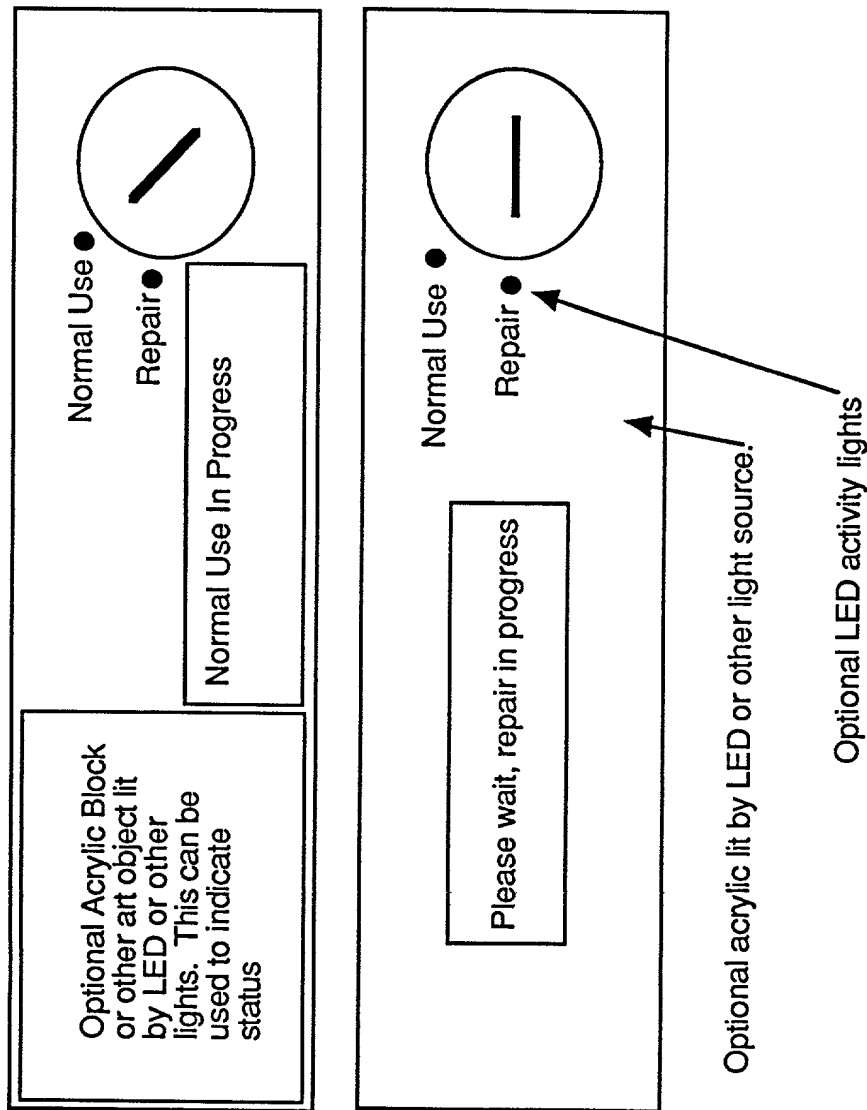 Optional Acrylic Block
or other art object lit
by LED or other
lights. This can be
used to indicate
status
Normal Use
Repair
Normal Use In Progress
Normal Use
Repair
Please wait, repair in progress
Optional acrylic lit by LED or other light source.
Optional LED activity lights